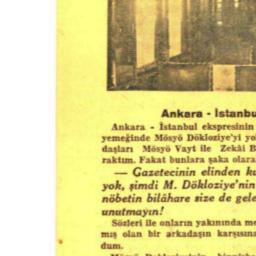 Ankara - İstanbu
Ankara - İstanbul ekspresinin
yemeğinde Mösyö Dökloziye'yi yo
daşları Mösyö Vayt ile Zekâi B
raktım. Fakat bunlara şaka olara
— Gazetecinin elinden ku
yok, şimdi M. Dökloziye'nin
nöbetin bilâhare size de gele
unutmayın!
Sözleri ile onların yakınında me
mış olan bir arkadaşın karşısına
dum.